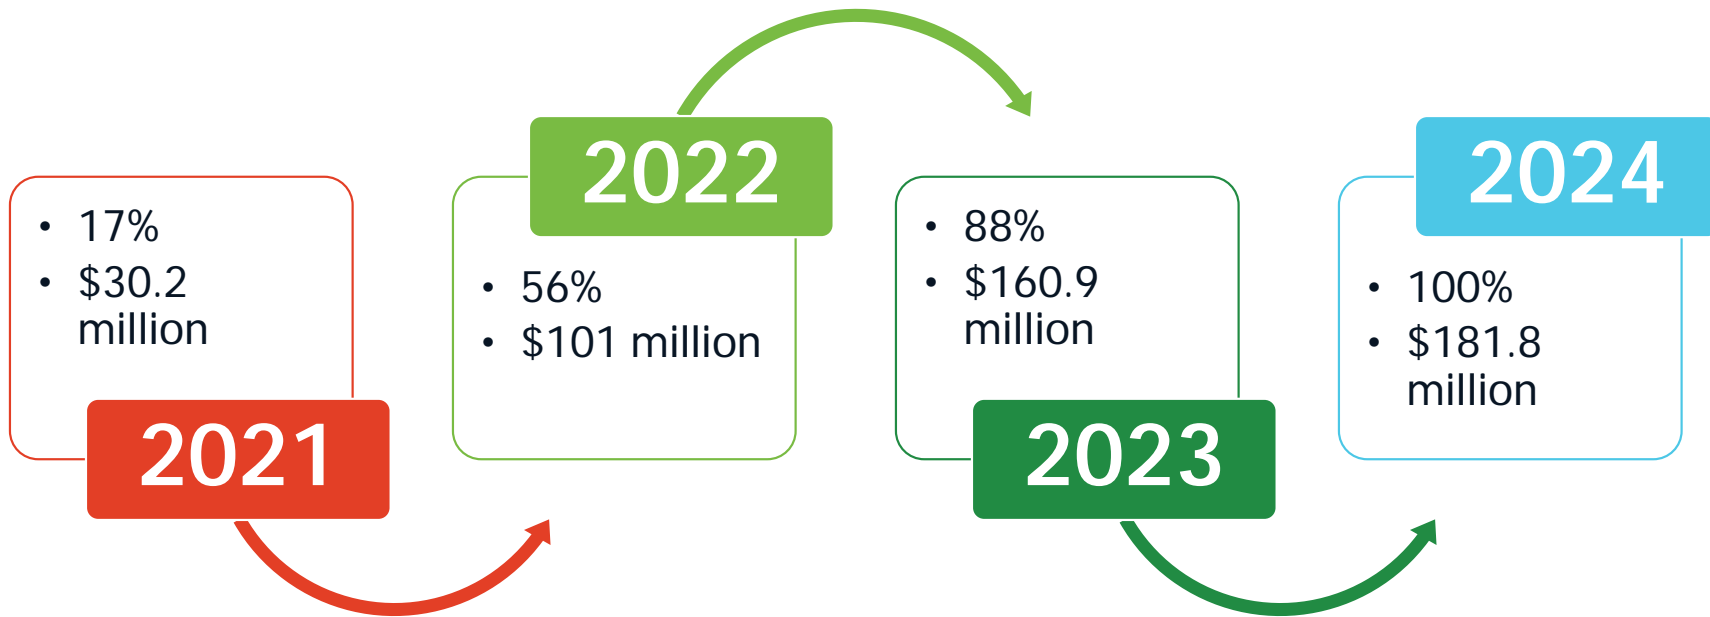 • 17%
• $30.2
million
2021
2022
• 56%
• $101 million
• 88%
• $160.9
million
2023
2024
• 100%
• $181.8
million